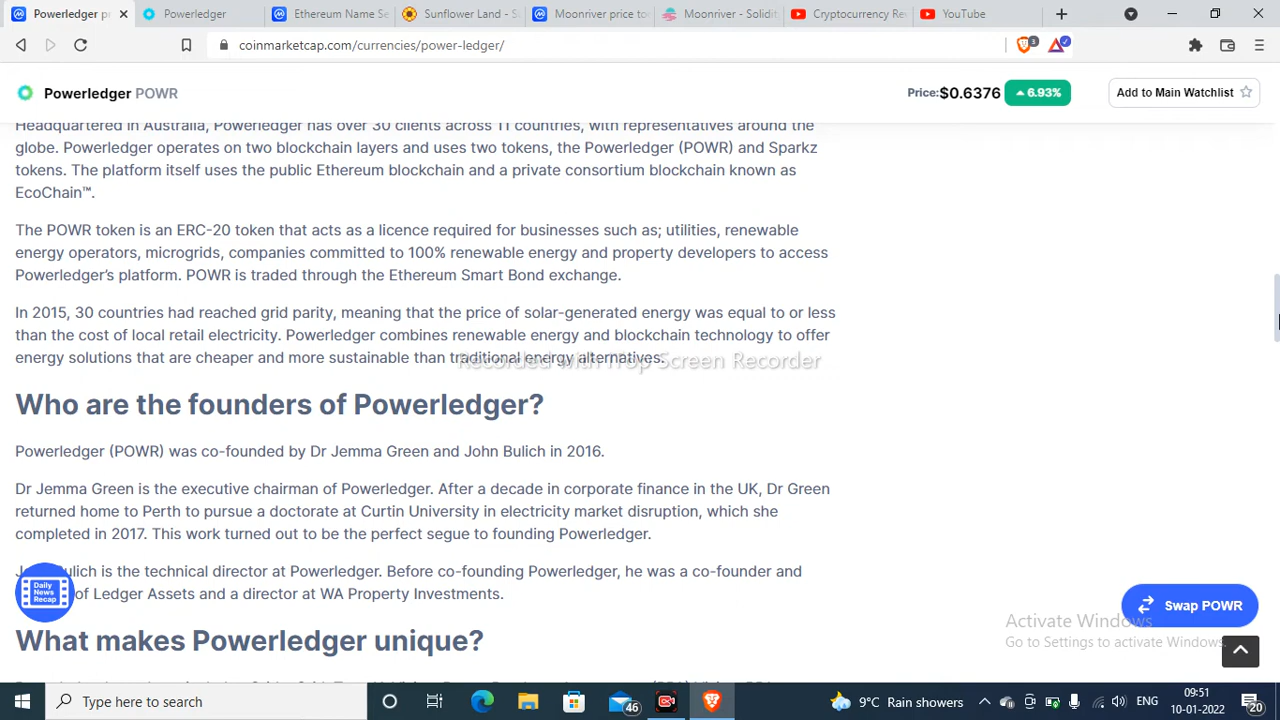 Powerledger p
Powerledger
Ethereum Name Se
Sunflower Land - S
Moonriver price to
Moonriver - Solidit
Cryptocurrency Re
YouTube
coinmarketcap.com/currencies/power-ledger/
3
Powerledger POWR
Price:$0.6376
6.93%
Add to Main Watchlist
Headquartered in Australia, Powerledger has over 30 clients across 11 countries, with representatives around the
globe. Powerledger operates on two blockchain layers and uses two tokens, the Powerledger (POWR) and Sparkz
tokens. The platform itself uses the public Ethereum blockchain and a private consortium blockchain known as
EcoChain™.
The POWR token is an ERC-20 token that acts as a licence required for businesses such as; utilities, renewable
energy operators, microgrids, companies committed to 100% renewable energy and property developers to access
Powerledger's platform. POWR is traded through the Ethereum Smart Bond exchange.
In 2015, 30 countries had reached grid parity, meaning that the price of solar-generated energy was equal to or less
than the cost of local retail electricity. Powerledger combines renewable energy and blockchain technology to offer
energy solutions that are cheaper and more sustainable than traditional energy alternatives.
Recorded with iTop Screen Recorder
Who are the founders of Powerledger?
Powerledger (POWR) was co-founded by Dr Jemma Green and John Bulich in 2016.
Dr Jemma Green is the executive chairman of Powerledger. After a decade in corporate finance in the UK, Dr Green
returned home to Perth to pursue a doctorate at Curtin University in electricity market disruption, which she
completed in 2017. This work turned out to be the perfect segue to founding Powerledger.
Bulich is the technical director at Powerledger. Before co-founding Powerledger, he was a co-founder and
of Ledger Assets and a director at WA Property Investments.
Daily
News
Recap
Swap POWR
What makes Powerledger unique?
Activate Windows
Go to Settings to activate Windows.
Type here to search
46
9°C Rain showers
ENG
09:51
10-01-2022
20